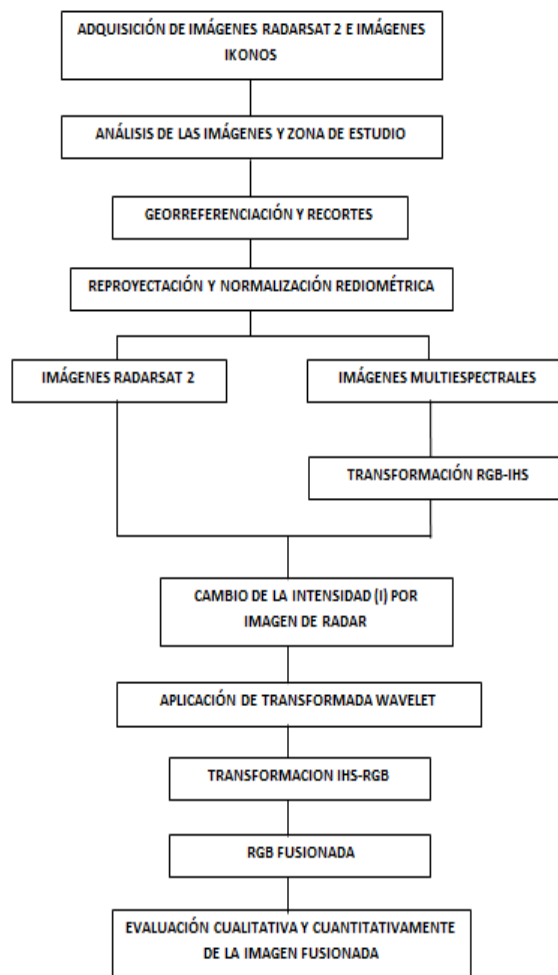 ADQUISICIÓN DE IMÁGENES RADARSAT 2 E IMÁGENES
IKONOS
ANÁLISIS DE LAS IMÁGENES Y ZONA DE ESTUDIO
GEORREFERENCIACIÓN Y RECORTES
REPROYECTACIÓN Y NORMALIZACIÓN REDIOMÉTRICA
IMÁGENES RADARSAT 2
IMÁGENES MULTIESPECTRALES
TRANSFORMACIÓN RGB-IHS
CAMBIO DE LA INTENSIDAD (I) POR
IMAGEN DE RADAR
APLICACIÓN DE TRANSFORMADA WAVELET
TRANSFORMACION IHS-RGB
RGB FUSIONADA
EVALUACIÓN CUALITATIVA Y CUANTITATIVAMENTE
DE LA IMAGEN FUSIONADA